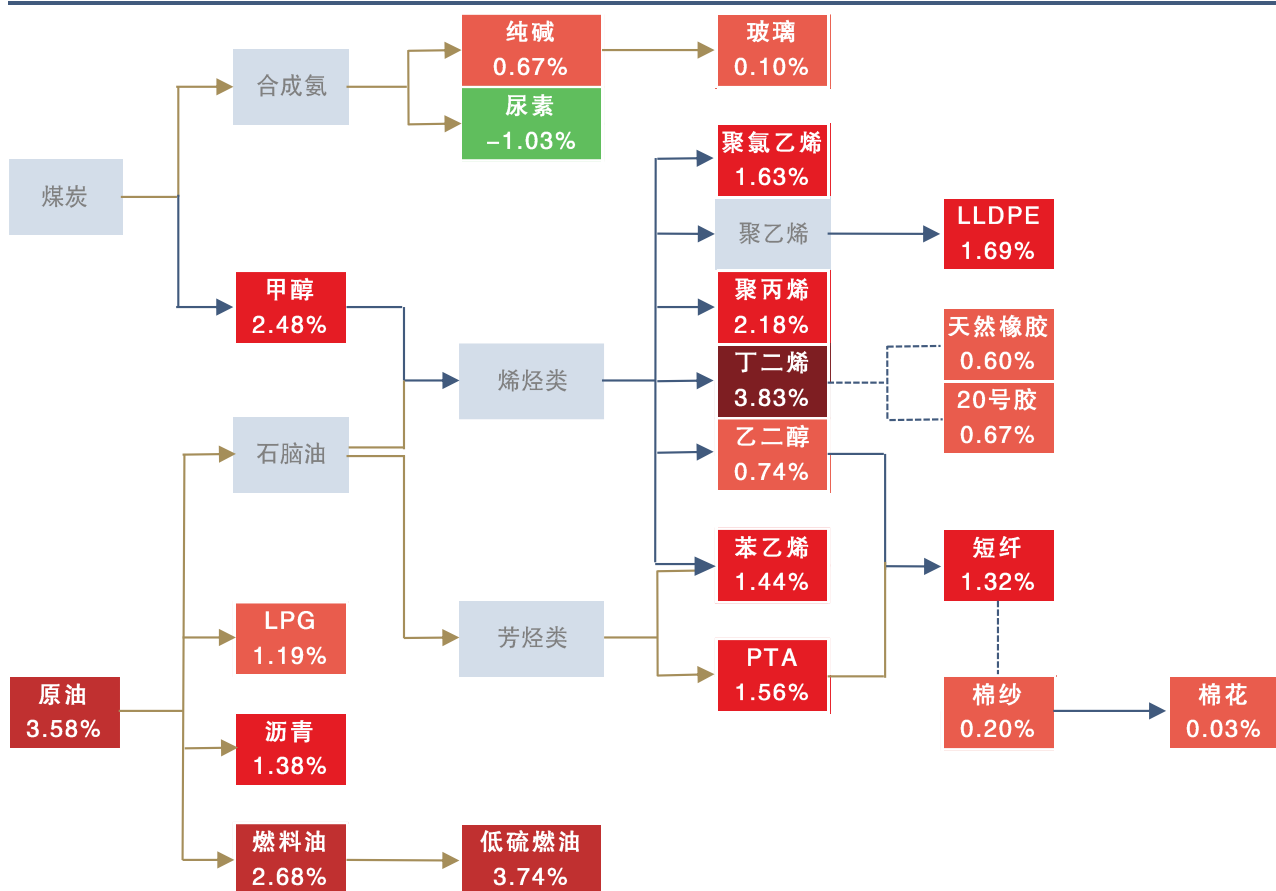 纯碱
0.67%
玻璃
0.10%
合成氨
尿素
-1.03%
聚氯乙烯
1.63%
煤炭
聚乙烯
LLDPE
1.69%
甲醇
2.48%
聚丙烯
2.18%
天然橡胶
0.60%
烯烃类
丁二烯
3.83%
20号胶
0.67%
石脑油
乙二醇
0.74%
苯乙烯
1.44%
短纤
1.32%
LPG
1.19%
芳烃类
PTA
1.56%
原油
3.58%
棉纱
0.20%
棉花
0.03%
沥青
1.38%
燃料油
2.68%
低硫燃油
3.74%